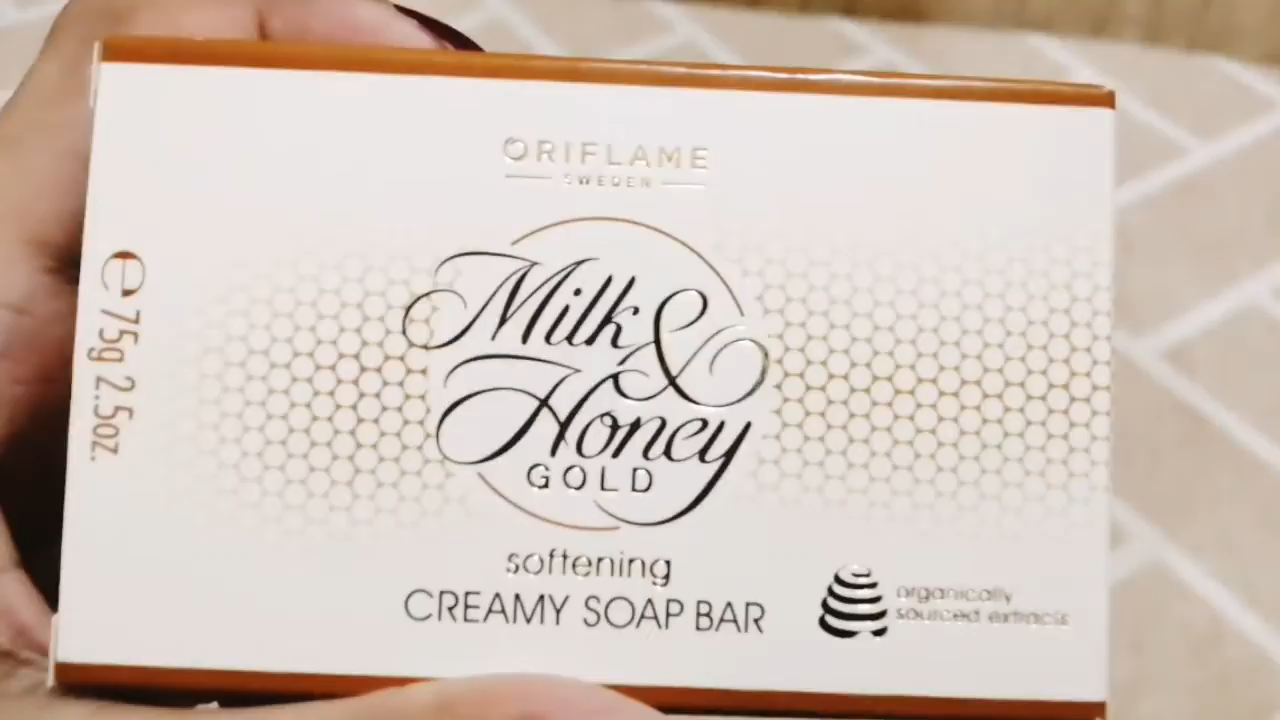 ORIFLAME
SWEDEN
Milk &
Honey
GOLD
softening
CREAMY SOAP BAR
organically
sourced extracts
℮ 75g 2.5oz.